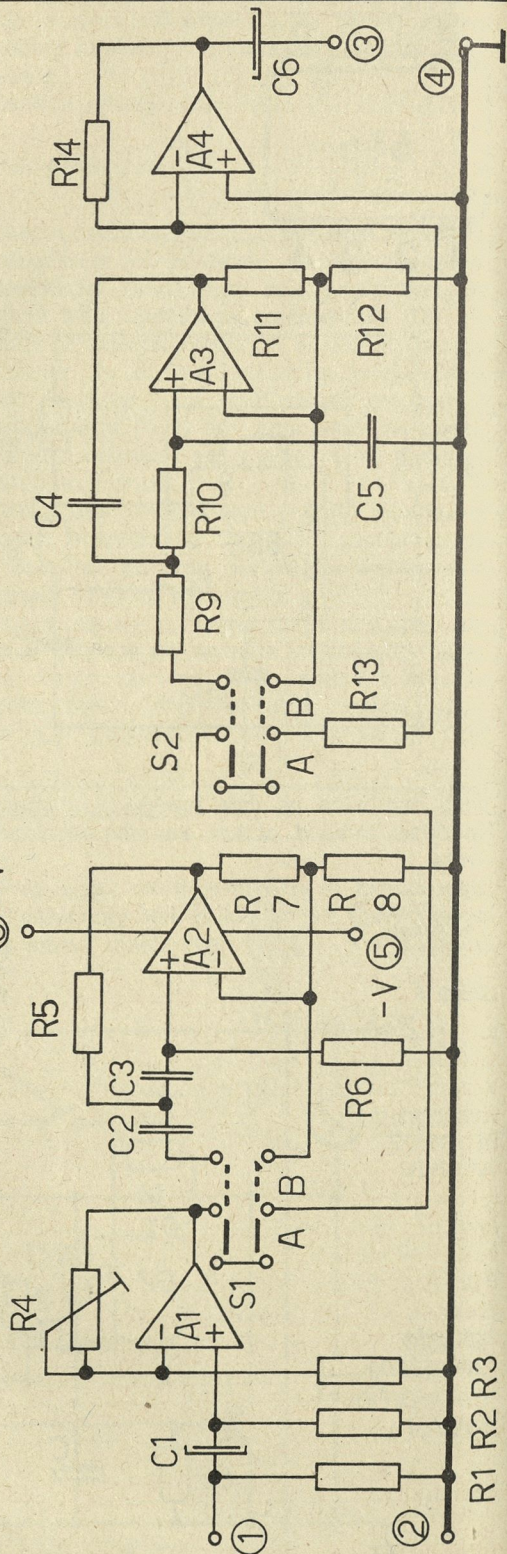 R4
R5
R14
C4
C1
A1
C2
C3
A2
A3
A4
C6
③
S1
S2
R9
R10
R11
R
7
R
8
R12
A
B
A
B
R13
C5
R6
-V ⑤
①
②
R1 R2 R3
④
+
-
+
-
+
-
+
-